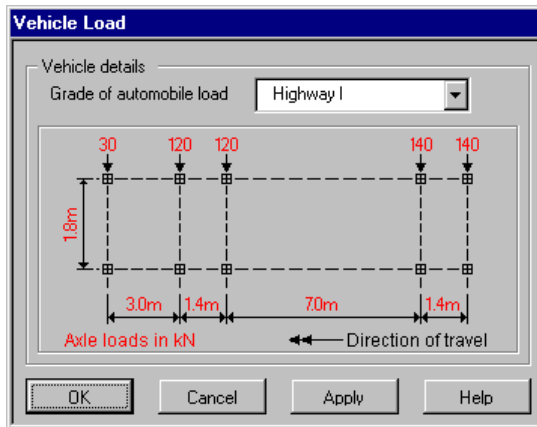 Vehicle Load
Vehicle details
Grade of automobile load Highway I
30 120 120 140 140
1.8m
3.0m 1.4m 7.0m 1.4m
Axle loads in kN Direction of travel
OK Cancel Apply Help